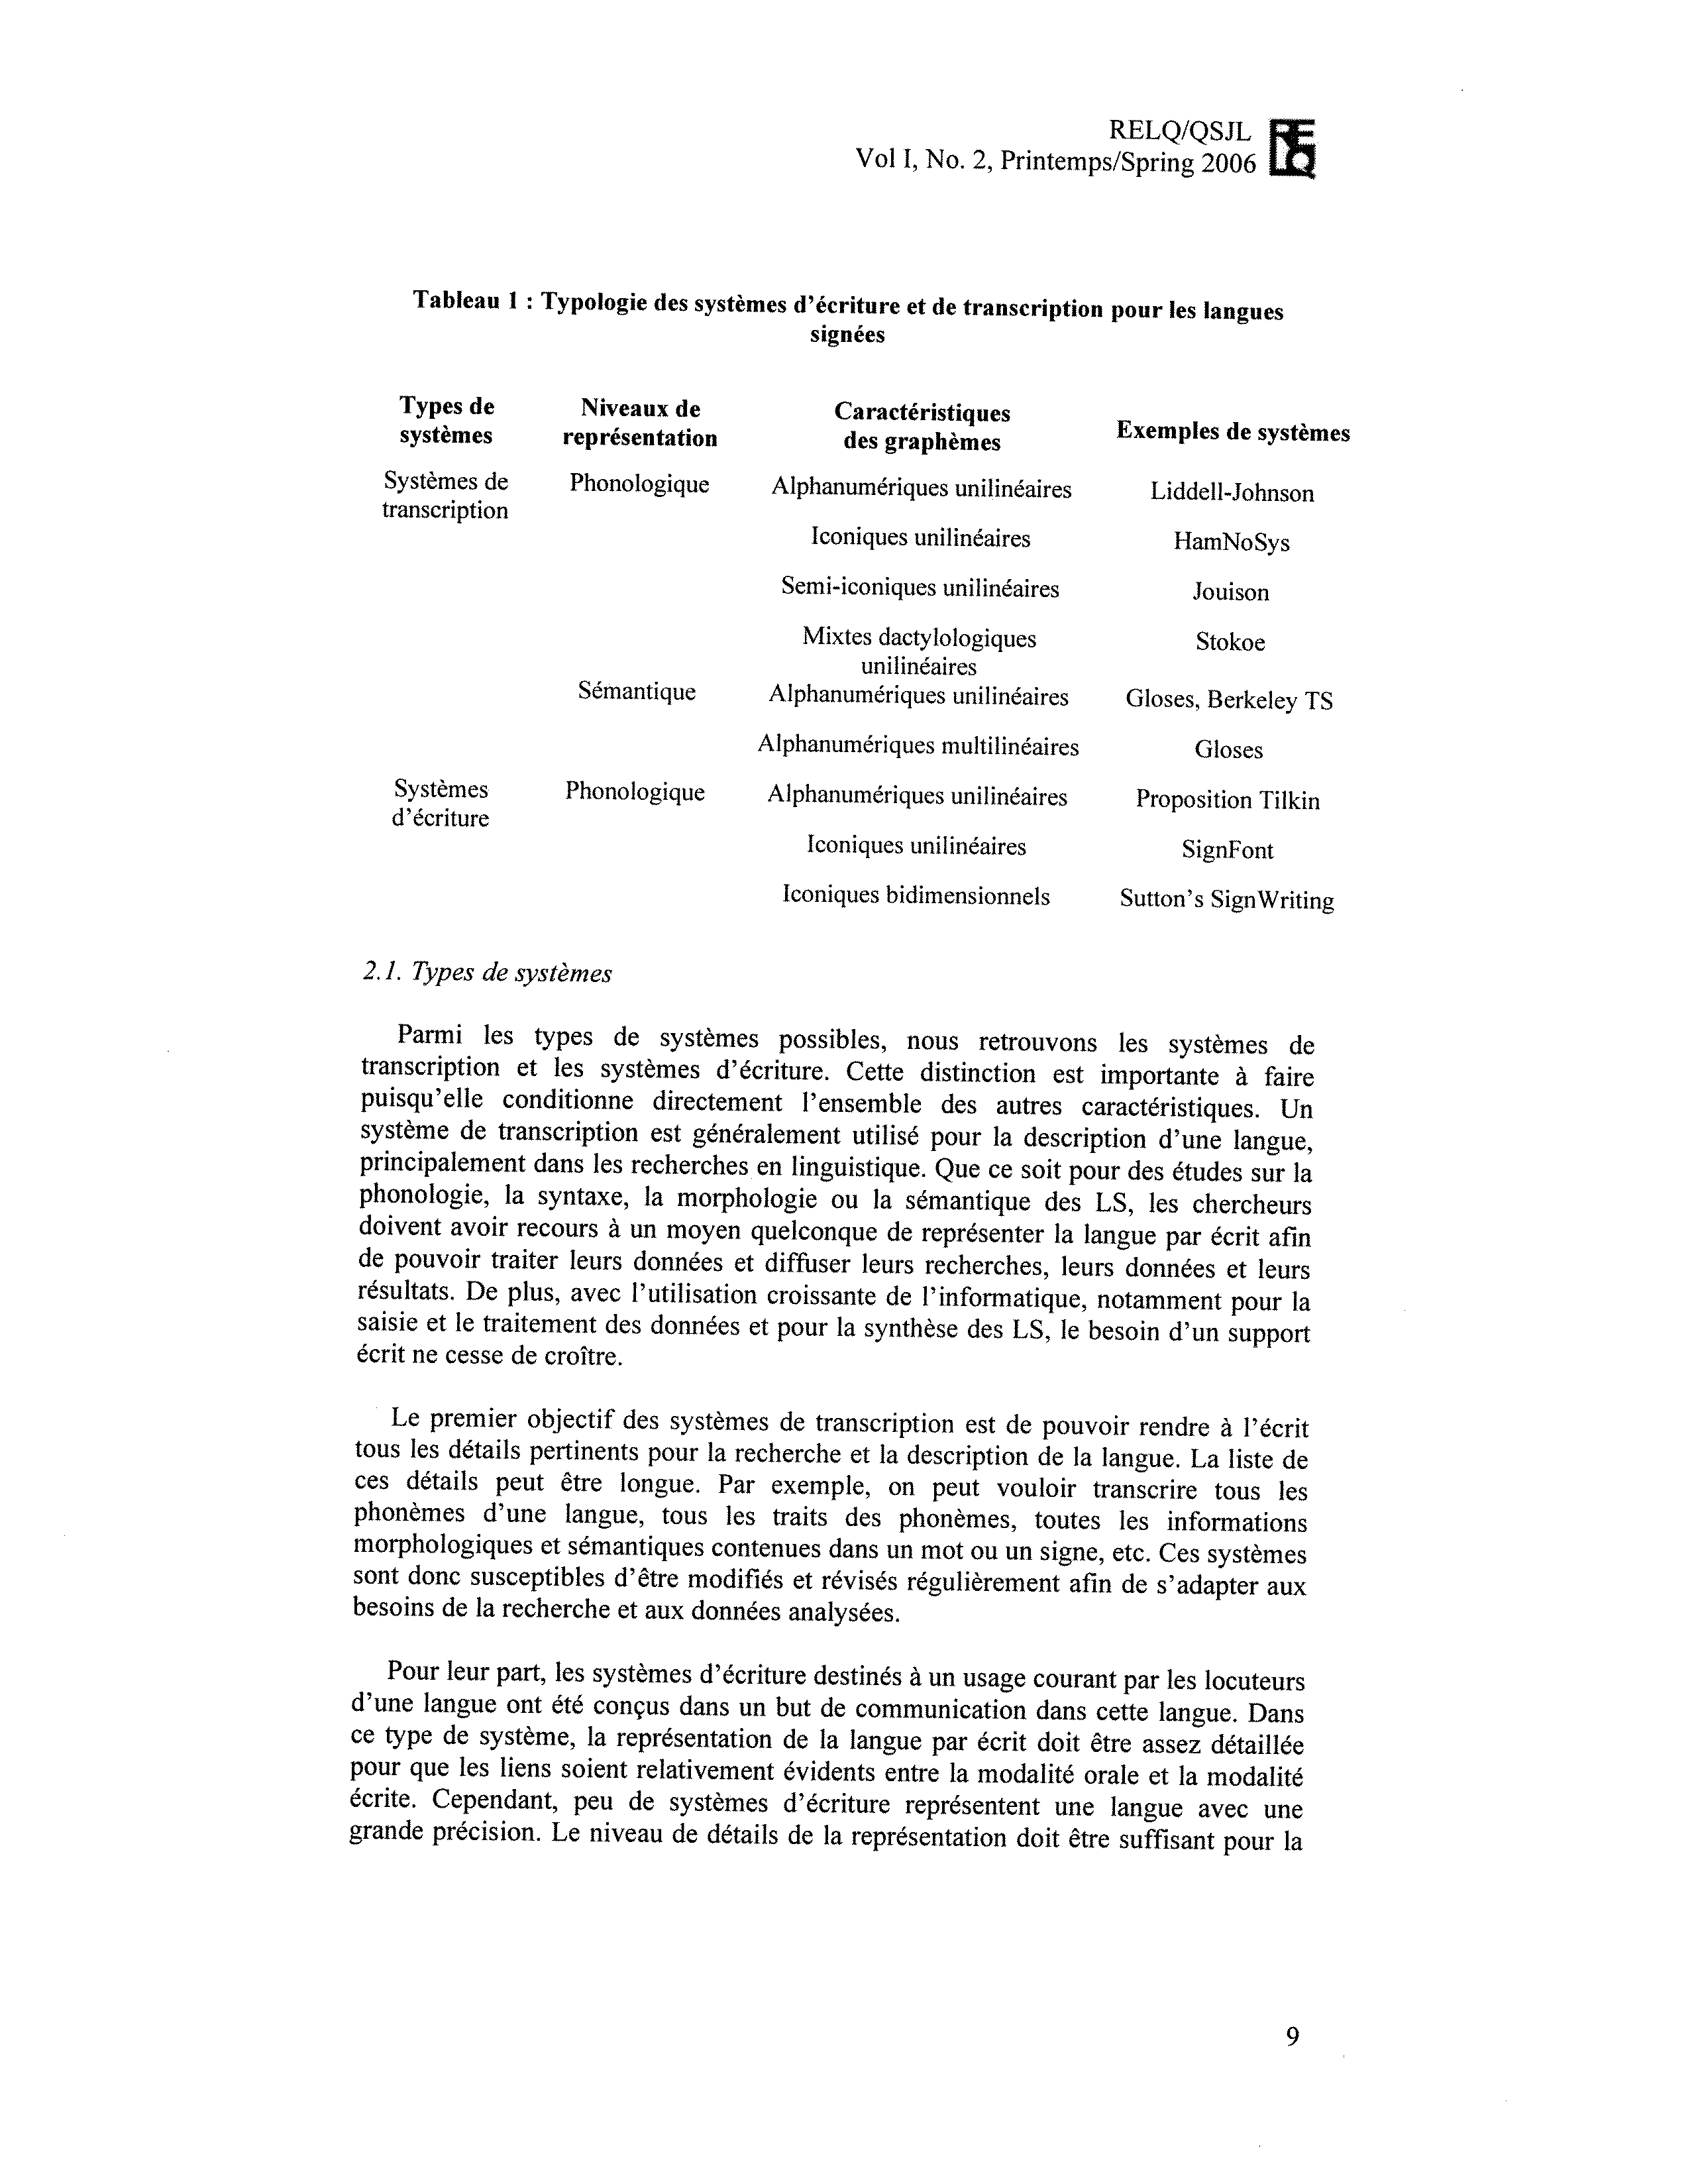 RELQ/QSJL
Vol I, No. 2, Printemps/Spring 2006
RELQ
Tableau 1 : Typologie des systèmes d'écriture et de transcription pour les langues
signées
Types de systèmes Niveaux de représentation Caractéristiques des graphèmes Exemples de systèmes
Systèmes de transcription Phonologique Alphanumériques unilinéaires Liddell-Johnson
Iconiques unilinéaires HamNoSys
Semi-iconiques unilinéaires Jouison
Mixtes dactylologiques unilinéaires Stokoe
Sémantique Alphanumériques unilinéaires Gloses, Berkeley TS
Alphanumériques multilinéaires Gloses
Systèmes d'écriture Phonologique Alphanumériques unilinéaires Proposition Tilkin
Iconiques unilinéaires SignFont
Iconiques bidimensionnels Sutton's SignWriting
2.1. Types de systèmes
Parmi les types de systèmes possibles, nous retrouvons les systèmes de
transcription et les systèmes d'écriture. Cette distinction est importante à faire
puisqu'elle conditionne directement l'ensemble des autres caractéristiques. Un
système de transcription est généralement utilisé pour la description d'une langue,
principalement dans les recherches en linguistique. Que ce soit pour des études sur la
phonologie, la syntaxe, la morphologie ou la sémantique des LS, les chercheurs
doivent avoir recours à un moyen quelconque de représenter la langue par écrit afin
de pouvoir traiter leurs données et diffuser leurs recherches, leurs données et leurs
résultats. De plus, avec l'utilisation croissante de l'informatique, notamment pour la
saisie et le traitement des données et pour la synthèse des LS, le besoin d'un support
écrit ne cesse de croître.
Le premier objectif des systèmes de transcription est de pouvoir rendre à l'écrit
tous les détails pertinents pour la recherche et la description de la langue. La liste de
ces détails peut être longue. Par exemple, on peut vouloir transcrire tous les
phonèmes d'une langue, tous les traits des phonèmes, toutes les informations
morphologiques et sémantiques contenues dans un mot ou un signe, etc. Ces systèmes
sont donc susceptibles d'être modifiés et révisés régulièrement afin de s'adapter aux
besoins de la recherche et aux données analysées.
Pour leur part, les systèmes d'écriture destinés à un usage courant par les locuteurs
d'une langue ont été conçus dans un but de communication dans cette langue. Dans
ce type de système, la représentation de la langue par écrit doit être assez détaillée
pour que les liens soient relativement évidents entre la modalité orale et la modalité
écrite. Cependant, peu de systèmes d'écriture représentent une langue avec une
grande précision. Le niveau de détails de la représentation doit être suffisant pour la
9